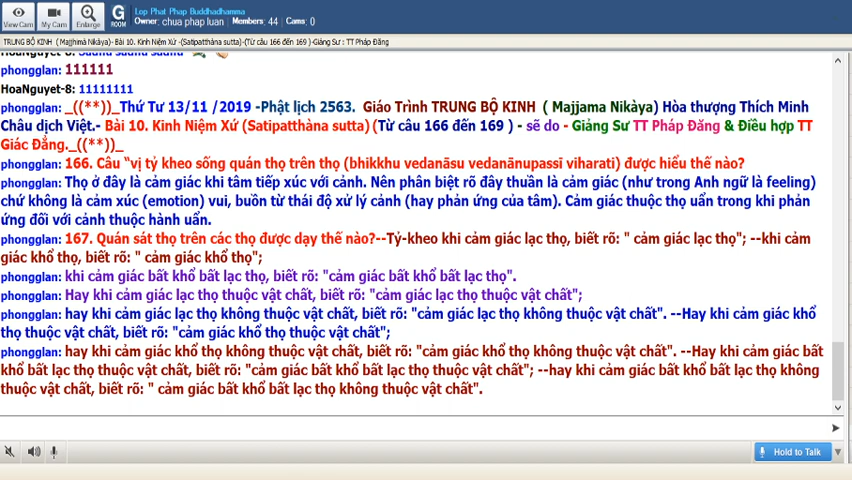 Lop Phat Phap Buddhadhamma
Owner: chua phap luan / Members: 44 / Cams: 0
View Cam
My Cam
Enlarge
G
ROOM
TRUNG BỘ KINH ( Majjhimà Nikàya)- Bài 10. Kinh Niệm Xứ -(Satipatthàna sutta)-(Từ câu 166 đến 169 )-Giảng Sư : TT Pháp Đăng
HoaNguyet-8: Sadhu sadhu sadhu
phongglan: 111111
HoaNguyet-8: 11111111
phongglan: _((**))_Thứ Tư 13/11 /2019 -Phật lịch 2563. Giáo Trình TRUNG BỘ KINH ( Majjama Nikàya) Hòa thượng Thích Minh
Châu dịch Việt.- Bài 10. Kinh Niệm Xứ (Satipatthana sutta) (Từ câu 166 đến 169 ) - sẽ do - Giảng Sư TT Pháp Đăng & Điều hợp TT
Giác Đẳng._((**))_
phongglan: 166. Câu “vị tỷ kheo sống quán thọ trên thọ (bhikkhu vedanāsu vedanānupassi viharati) được hiểu thế nào?
phongglan: Thọ ở đây là cảm giác khi tâm tiếp xúc với cảnh. Nên phân biệt rõ đây thuần là cảm giác (như trong Anh ngữ là feeling)
chứ không là cảm xúc (emotion) vui, buồn từ thái độ xử lý cảnh (hay phản ứng của tâm). Cảm giác thuộc thọ uẩn trong khi phản
ứng đối với cảnh thuộc hành uẩn.
phongglan: 167. Quán sát thọ trên các thọ được dạy thế nào?--Tỷ-kheo khi cảm giác lạc thọ, biết rõ: " cảm giác lạc thọ"; --khi cảm
giác khổ thọ, biết rõ: " cảm giác khổ thọ";
phongglan: khi cảm giác bất khổ bất lạc thọ, biết rõ: "cảm giác bất khổ bất lạc thọ".
phongglan: Hay khi cảm giác lạc thọ thuộc vật chất, biết rõ: "cảm giác lạc thọ thuộc vật chất";
phongglan: hay khi cảm giác lạc thọ không thuộc vật chất, biết rõ: "cảm giác lạc thọ không thuộc vật chất". --Hay khi cảm giác khổ
thọ thuộc vật chất, biết rõ: "cảm giác khổ thọ thuộc vật chất";
phongglan: hay khi cảm giác khổ thọ không thuộc vật chất, biết rõ: "cảm giác khổ thọ không thuộc vật chất". --Hay khi cảm giác bất
khổ bất lạc thọ thuộc vật chất, biết rõ: "cảm giác bất khổ bất lạc thọ thuộc vật chất"; --hay khi cảm giác bất khổ bất lạc thọ không
thuộc vật chất, biết rõ: " cảm giác bất khổ bất lạc thọ không thuộc vật chất".
Hold to Talk